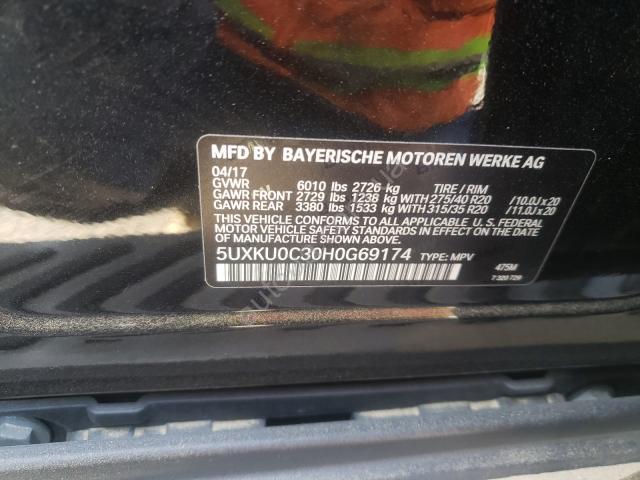 MFD BY BAYERISCHE MOTOREN WERKE AG
04/17
GVWR 6010 lbs 2726 kg TIRE / RIM
GAWR FRONT 2729 lbs 1238 kg WITH 275/40 R20 /10.0J x 20
GAWR REAR 3380 lbs 1533 kg WITH 315/35 R20 /11.0J x 20
THIS VEHICLE CONFORMS TO ALL APPLICABLE U.S. FEDERAL
MOTOR VEHICLE SAFETY STANDARDS IN EFFECT ON THE DATE
OF MANUFACTURE SHOWN ABOVE.
5UXKU0C30H0G69174 TYPE: MPV 475M
7 320 729